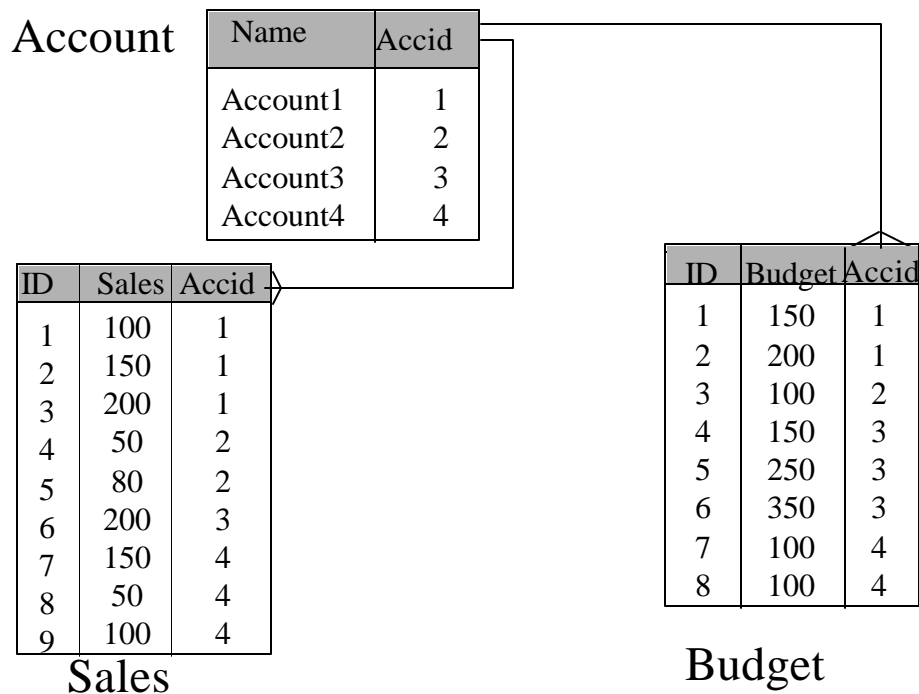 Account
Name Accid
Account1 1
Account2 2
Account3 3
Account4 4
ID Sales Accid
1 100 1
2 150 1
3 200 1
4 50 2
5 80 2
6 200 3
7 150 4
8 50 4
9 100 4
Sales
ID Budget Accid
1 150 1
2 200 1
3 100 2
4 150 3
5 250 3
6 350 3
7 100 4
8 100 4
Budget